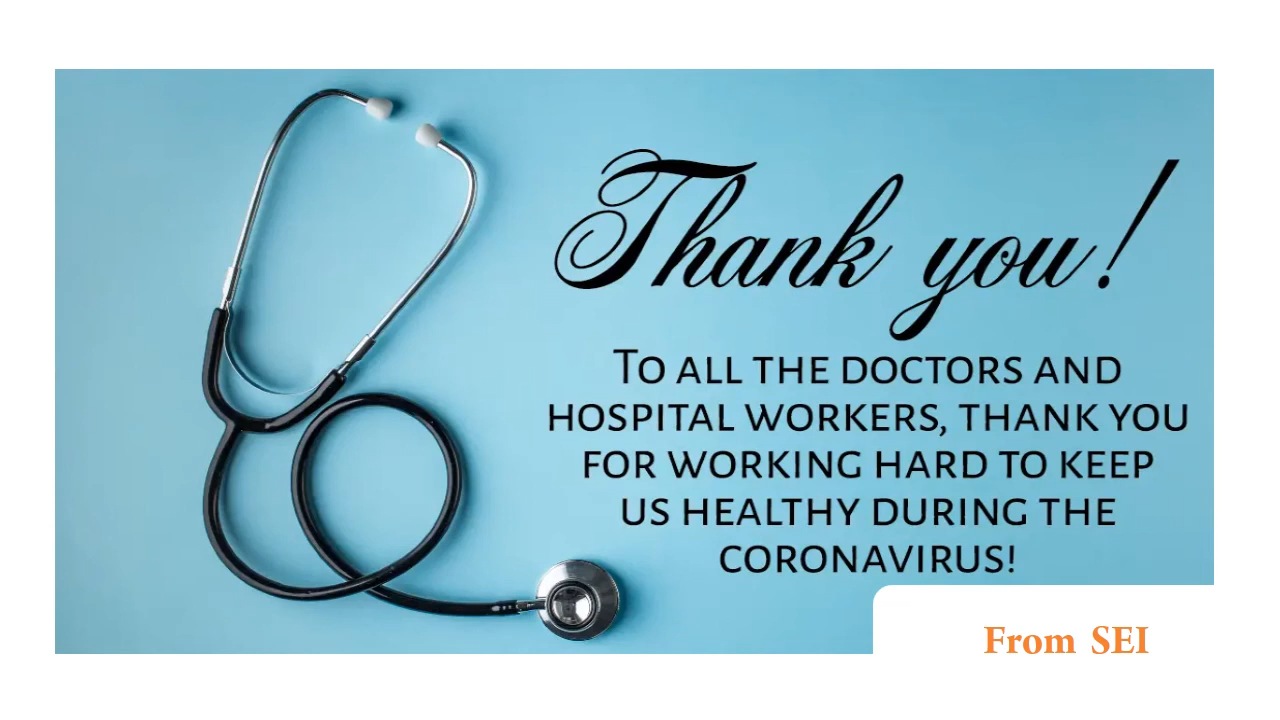 Thank you!
To all the doctors and
hospital workers, thank you
for working hard to keep
us healthy during the
coronavirus!
From SEI